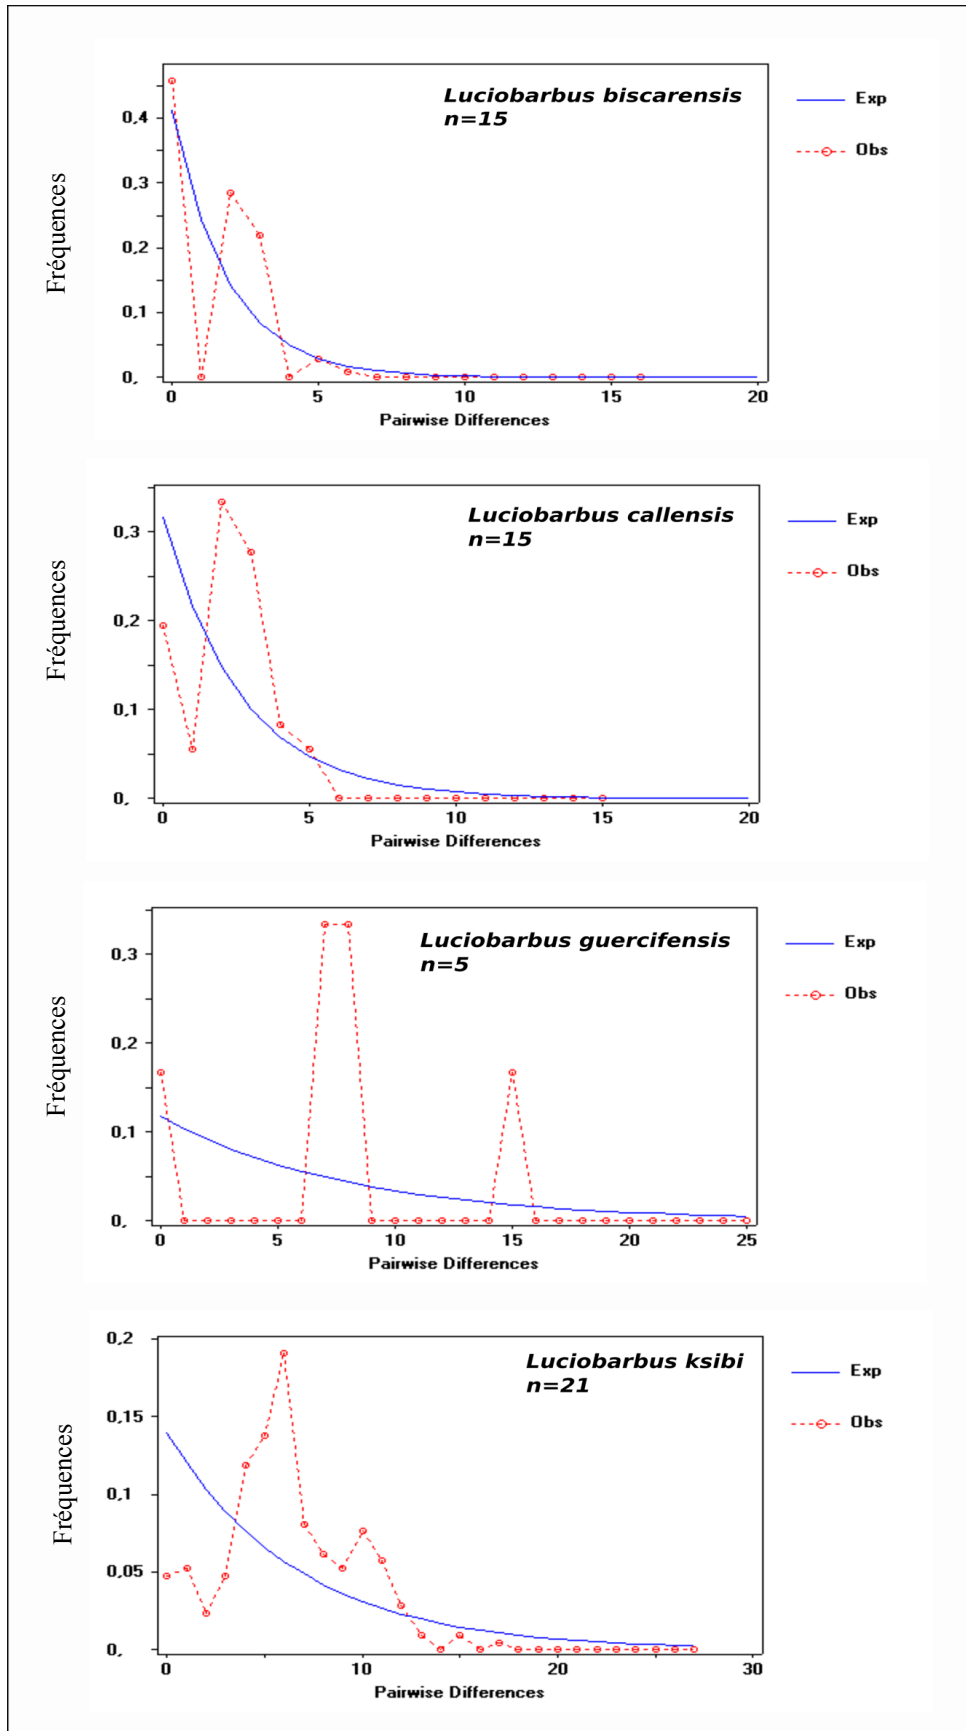 Luciobarbus biscarensis
n=15
Exp
Obs
Fréquences
0,4
0,3
0,2
0,1
0,
0 5 10 15 20
Pairwise Differences
Luciobarbus callensis
n=15
Exp
Obs
Fréquences
0,3
0,2
0,1
0,
0 5 10 15 20
Pairwise Differences
Luciobarbus guercifensis
n=5
Exp
Obs
Fréquences
0,3
0,2
0,1
0,
0 5 10 15 20 25
Pairwise Differences
Luciobarbus ksibi
n=21
Exp
Obs
Fréquences
0,2
0,15
0,1
0,05
0,
0 10 20 30
Pairwise Differences